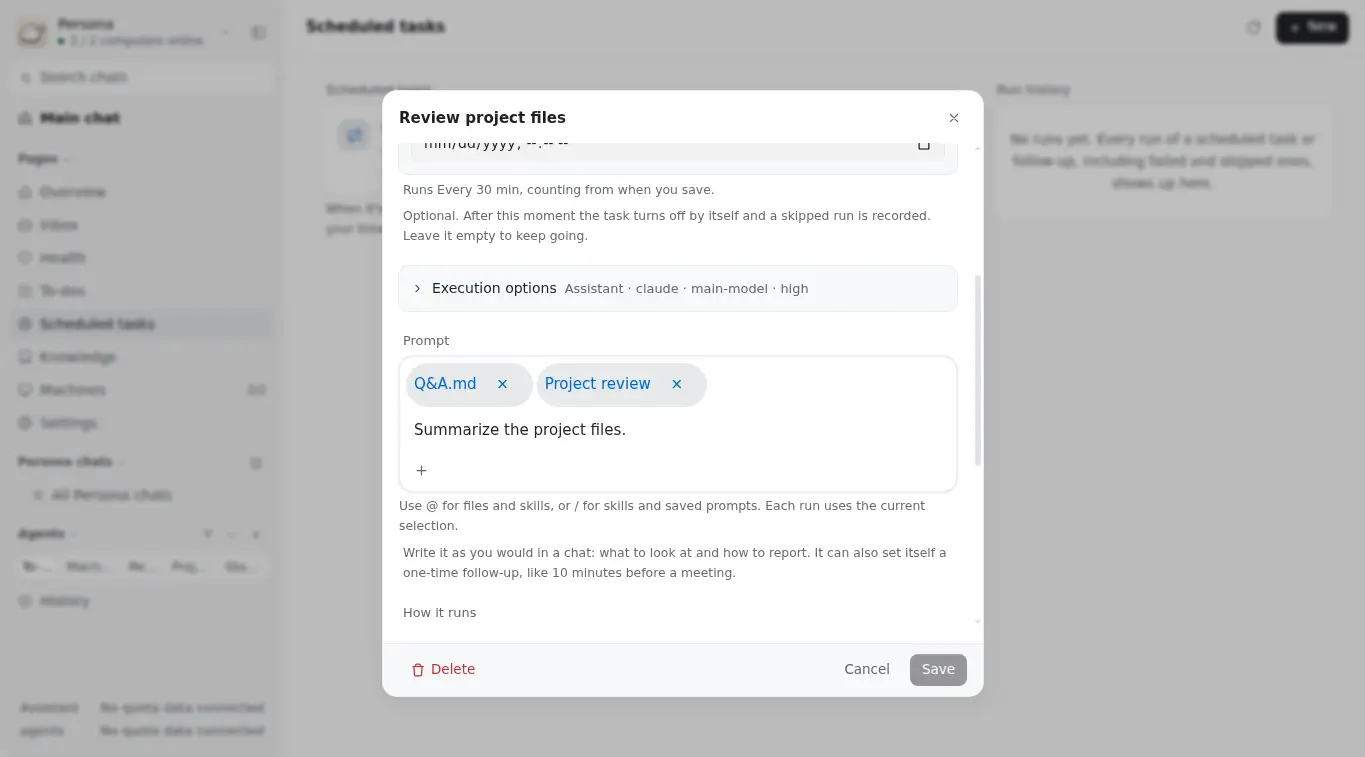 Persona
2 / 2 computers online
Search chats
Main chat
Pages
Overview
Inbox
Health
To-dos
Scheduled tasks
Knowledge
Machines
Settings
Persona chats
All Persona chats
Agents
To-...
Mach...
Re...
Proj...
History
Assistant No quota data connected
agents No quota data connected
Scheduled tasks
New
Run history
No runs yet. Every run of a scheduled task or
follow-up, including failed and skipped ones,
shows up here.
Review project files
mm/dd/yyyy, --:-- --
Runs Every 30 min, counting from when you save.
Optional. After this moment the task turns off by itself and a skipped run is recorded.
Leave it empty to keep going.
Execution options Assistant · claude · main-model · high
Prompt
Q&A.md × Project review ×
Summarize the project files.
+
Use @ for files and skills, or / for skills and saved prompts. Each run uses the current
selection.
Write it as you would in a chat: what to look at and how to report. It can also set itself a
one-time follow-up, like 10 minutes before a meeting.
How it runs
Delete Cancel Save